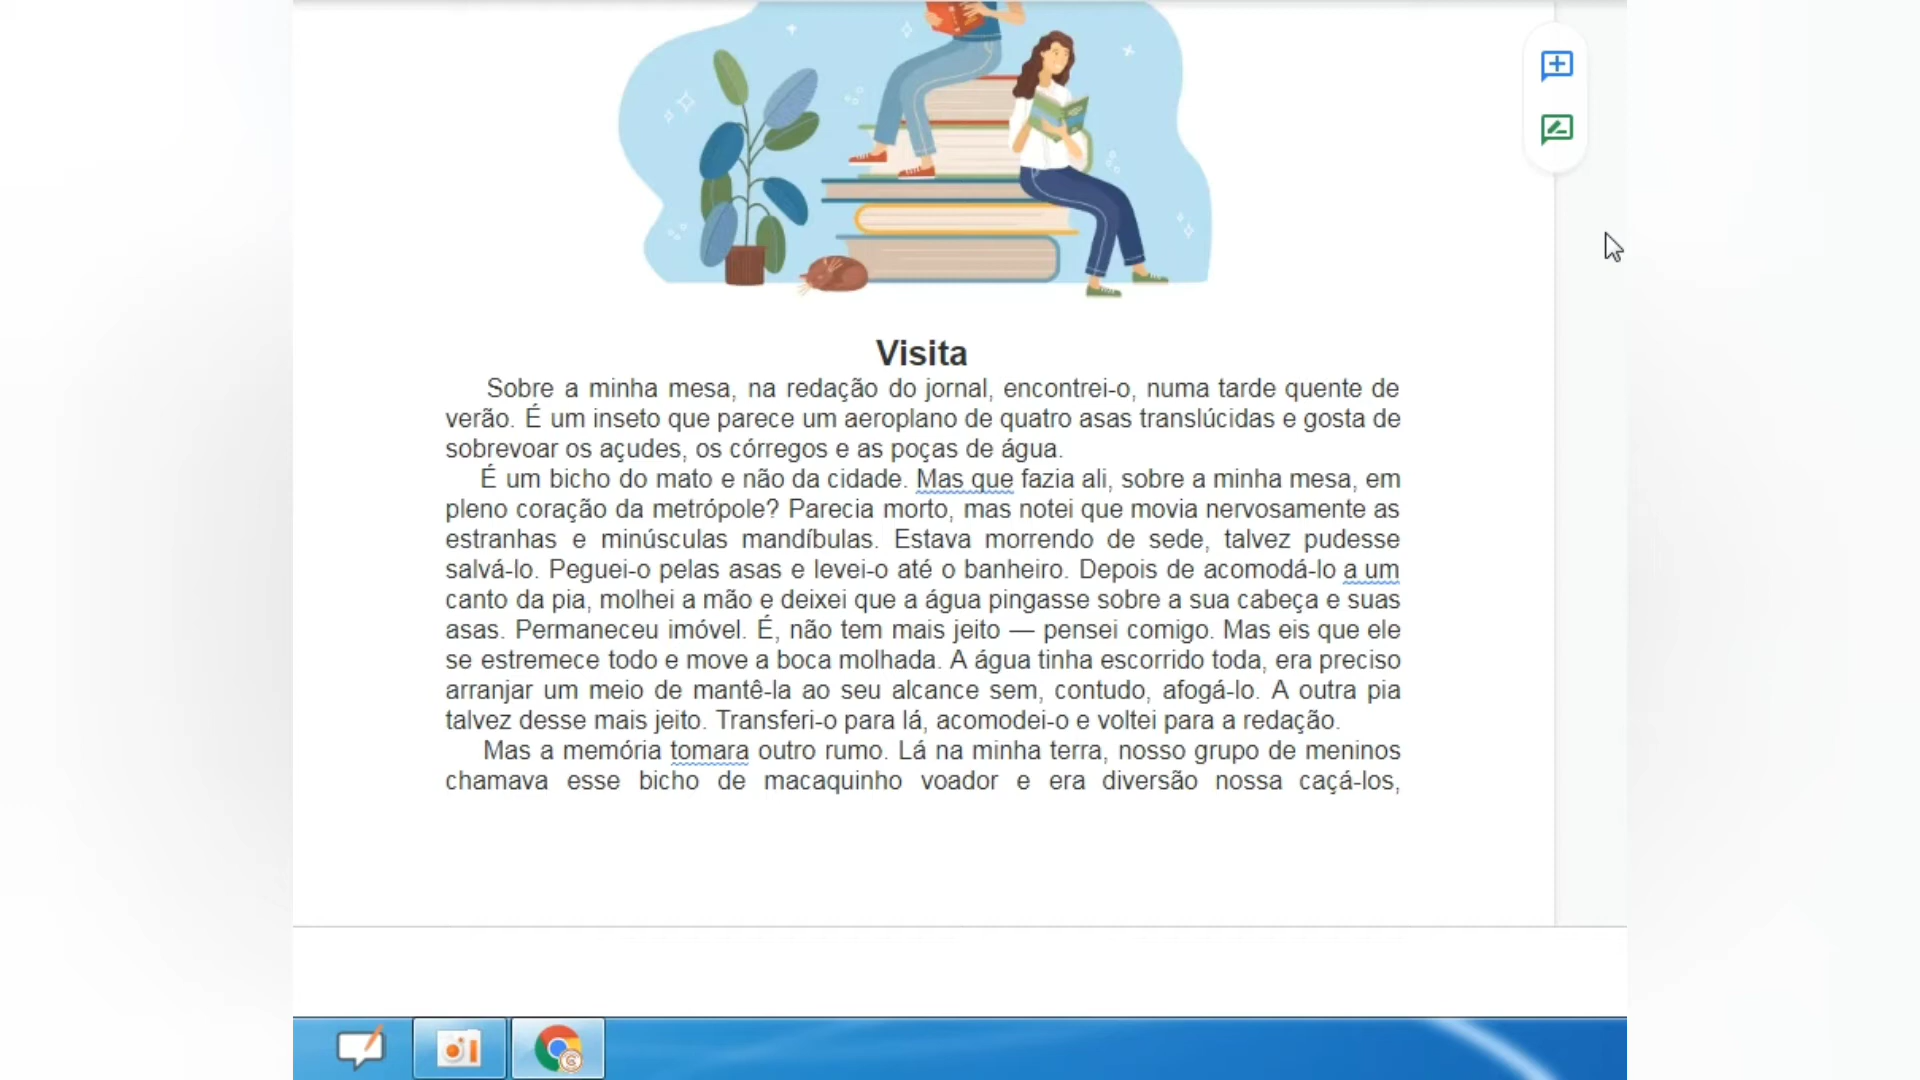 Visita
Sobre a minha mesa, na redação do jornal, encontrei-o, numa tarde quente de
verão. É um inseto que parece um aeroplano de quatro asas translúcidas e gosta de
sobrevoar os açudes, os córregos e as poças de água.
É um bicho do mato e não da cidade. Mas que fazia ali, sobre a minha mesa, em
pleno coração da metrópole? Parecia morto, mas notei que movia nervosamente as
estranhas e minúsculas mandíbulas. Estava morrendo de sede, talvez pudesse
salvá-lo. Peguei-o pelas asas e levei-o até o banheiro. Depois de acomodá-lo a um
canto da pia, molhei a mão e deixei que a água pingasse sobre a sua cabeça e suas
asas. Permaneceu imóvel. É, não tem mais jeito — pensei comigo. Mas eis que ele
se estremece todo e move a boca molhada. A água tinha escorrido toda, era preciso
arranjar um meio de mantê-la ao seu alcance sem, contudo, afogá-lo. A outra pia
talvez desse mais jeito. Transferi-o para lá, acomodei-o e voltei para a redação.
Mas a memória tomara outro rumo. Lá na minha terra, nosso grupo de meninos
chamava esse bicho de macaquinho voador e era diversão nossa caçá-los,